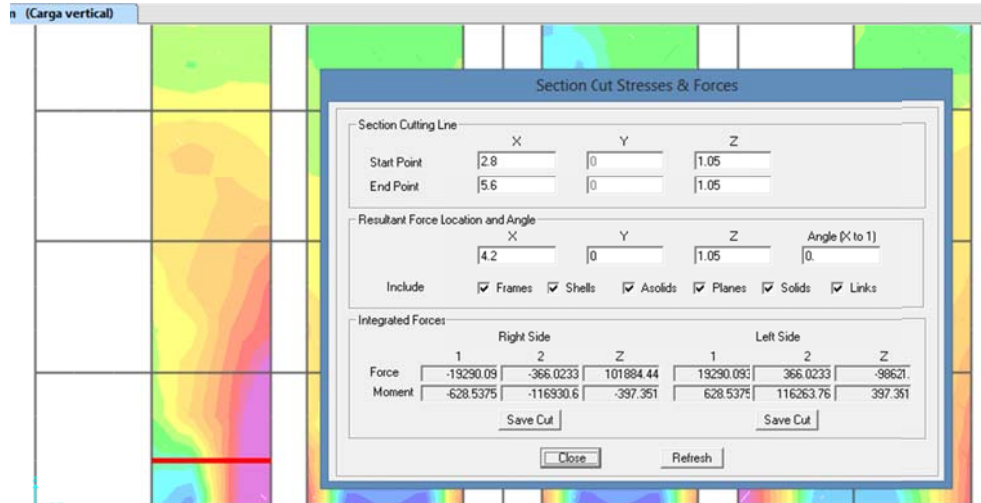 m (Carga vertical)
Section Cut Stresses & Forces
Section Cutting Lne
X Y Z
Start Point 2.8 0 1.05
End Point 5.6 0 1.05
Resultant Force Location and Angle
X Y Z Angle (X to 1)
4.2 0 1.05 0.
Include Frames Shells Asolids Planes Solids Links
Integrated Forces
Right Side Left Side
1 2 Z 1 2 Z
Force -19290.09 -366.0233 101884.44 19290.093 366.0233 -98621.
Moment -628.5375 -116930.6 -397.351 628.5375 116263.76 397.351
Save Cut Save Cut
Close Refresh